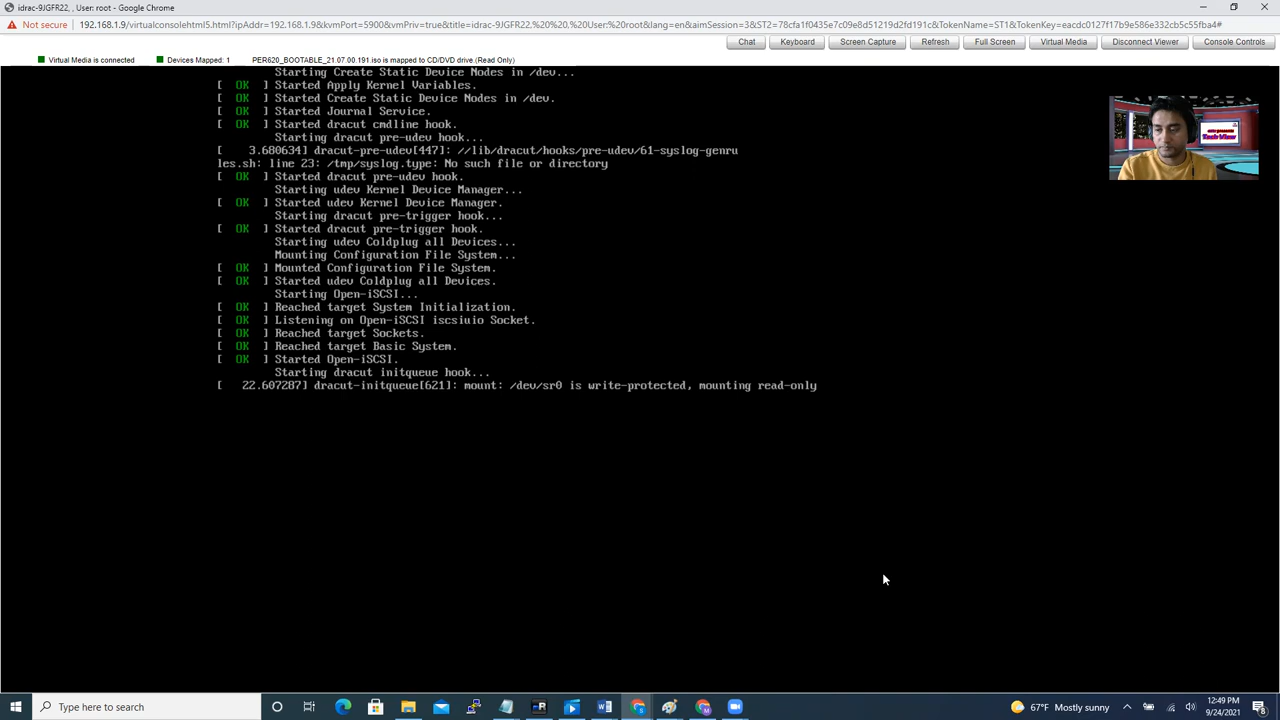 idrac-9JGFR22, , User: root - Google Chrome
Not secure 192.168.1.9/virtualconsolehtml5.html?ipAddr=192.168.1.9&kvmPort=5900&vmPriv=true&title=idrac-9JGFR22,%20%20,%20User:%20root&lang=en&aimSession=3&ST2=78cfa1f0435e7c09e8d51219d2fd191c&TokenName=ST1&TokenKey=eacdc0127f17b9e586e332cb5c55fba4#
Chat Keyboard Screen Capture Refresh Full Screen Virtual Media Disconnect Viewer Console Controls
Virtual Media is connected Devices Mapped: 1 PER620_BOOTABLE_21.07.00.191.iso is mapped to CD/DVD drive.(Read Only)
Starting Create Static Device Nodes in /dev...
[ OK ] Started Apply Kernel Variables.
[ OK ] Started Create Static Device Nodes in /dev.
[ OK ] Started Journal Service.
[ OK ] Started dracut cmdline hook.
Starting dracut pre-udev hook...
[ 3.680634] dracut-pre-udev[447]: //lib/dracut/hooks/pre-udev/61-syslog-genru
les.sh: line 23: /tmp/syslog.type: No such file or directory
[ OK ] Started dracut pre-udev hook.
Starting udev Kernel Device Manager...
[ OK ] Started udev Kernel Device Manager.
Starting dracut pre-trigger hook...
[ OK ] Started dracut pre-trigger hook.
Starting udev Coldplug all Devices...
Mounting Configuration File System...
[ OK ] Mounted Configuration File System.
[ OK ] Started udev Coldplug all Devices.
Starting Open-iSCSI...
[ OK ] Reached target System Initialization.
[ OK ] Listening on Open-iSCSI iscsiuio Socket.
[ OK ] Reached target Sockets.
[ OK ] Reached target Basic System.
[ OK ] Started Open-iSCSI.
Starting dracut initqueue hook...
[ 22.607287] dracut-initqueue[621]: mount: /dev/sr0 is write-protected, mounting read-only
Type here to search
67°F Mostly sunny
12:49 PM
9/24/2021